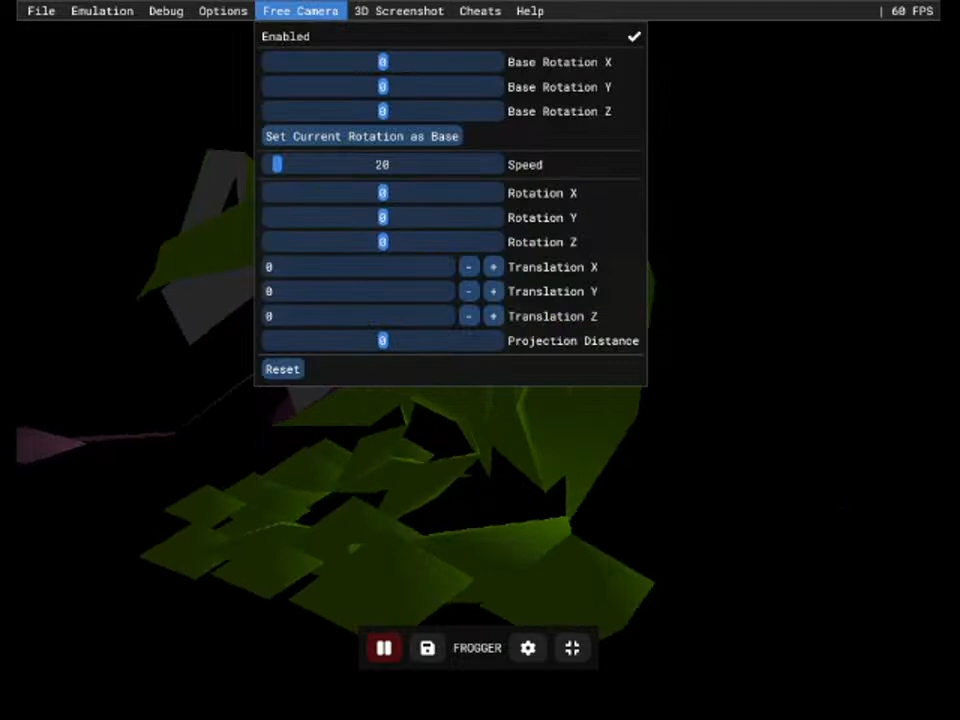 File Emulation Debug Options Free Camera 3D Screenshot Cheats Help | 60 FPS
Enabled
0 Base Rotation X
0 Base Rotation Y
0 Base Rotation Z
Set Current Rotation as Base
20 Speed
0 Rotation X
0 Rotation Y
0 Rotation Z
0 - + Translation X
0 - + Translation Y
0 - + Translation Z
0 Projection Distance
Reset
FROGGER